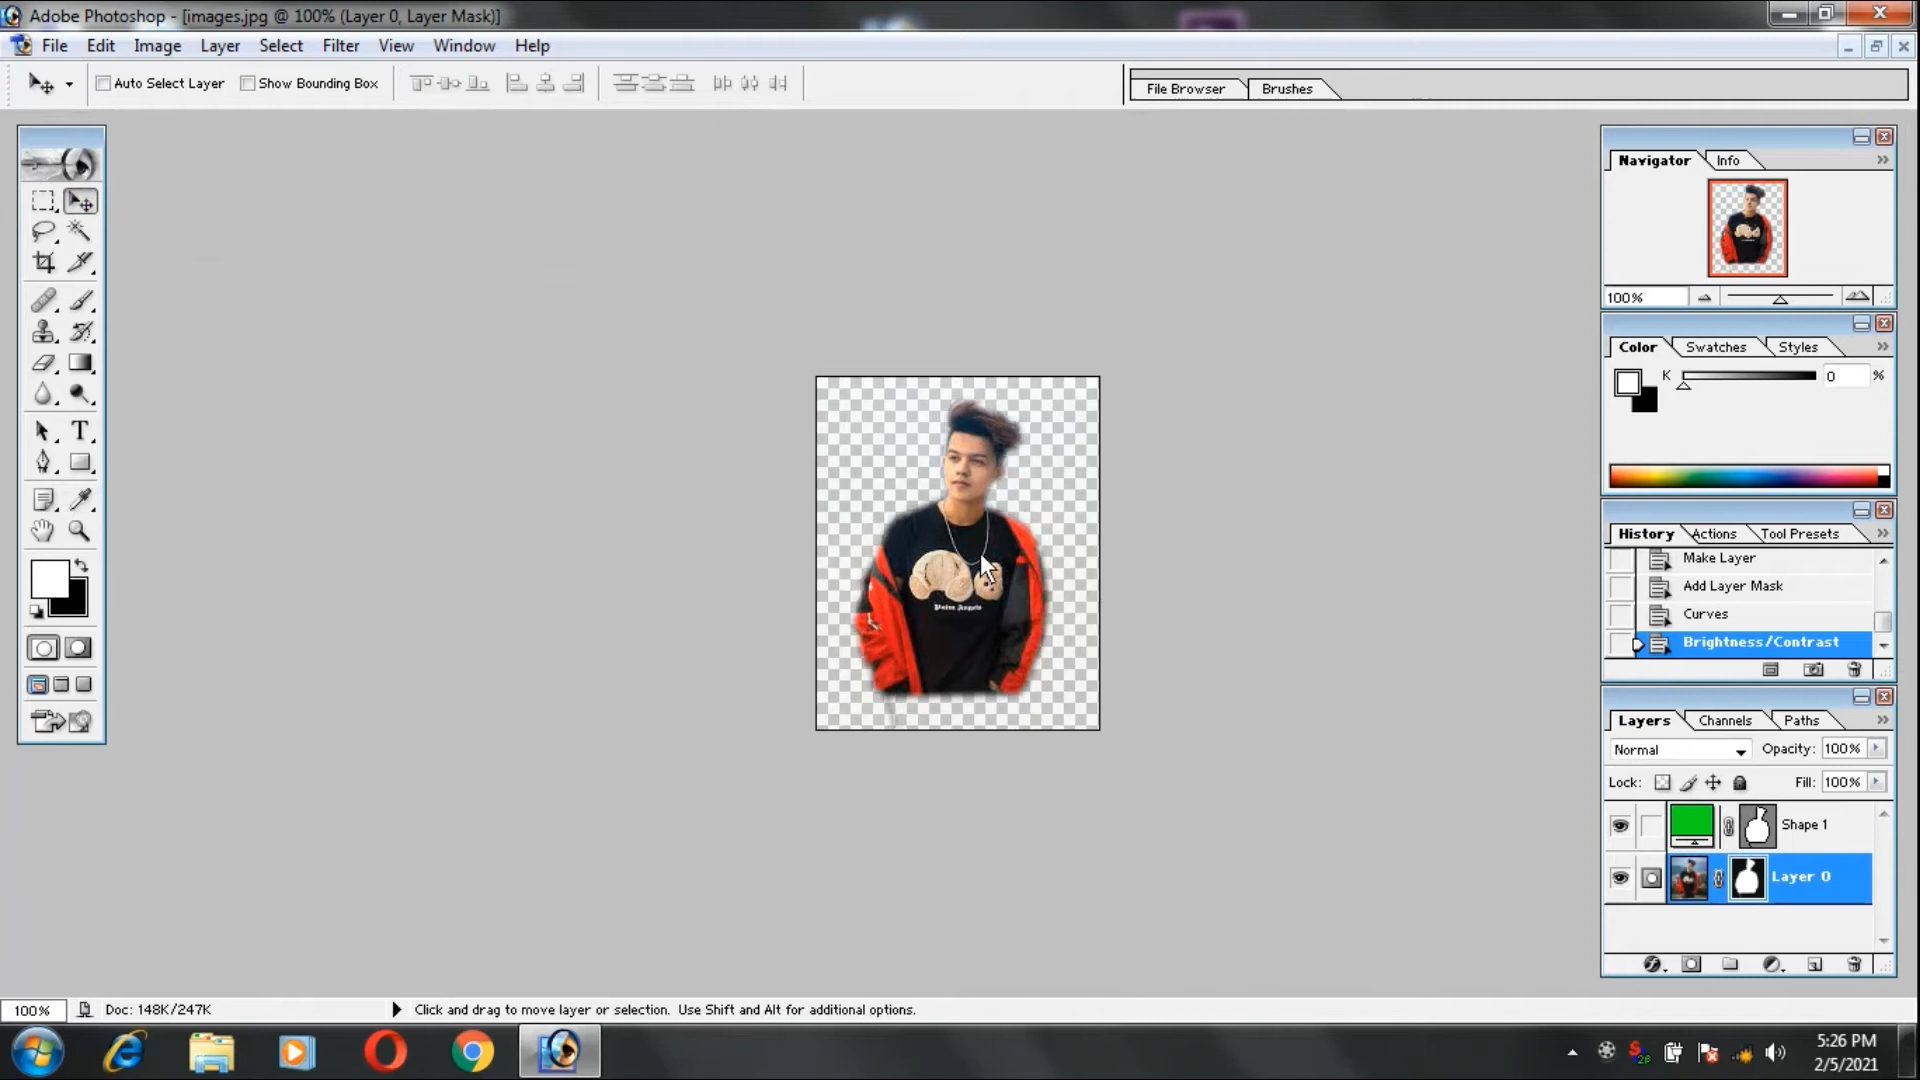 Adobe Photoshop - [images.jpg @ 100% (Layer 0, Layer Mask)]
File Edit Image Layer Select Filter View Window Help
Auto Select Layer Show Bounding Box
File Browser Brushes
Navigator Info
100%
Color Swatches Styles
K 0 %
History Actions Tool Presets
Make Layer
Add Layer Mask
Curves
Brightness/Contrast
Layers Channels Paths
Normal Opacity: 100%
Lock: Fill: 100%
Shape 1
Layer 0
T
Palm Angels
100% Doc: 148K/247K Click and drag to move layer or selection. Use Shift and Alt for additional options.
5:26 PM
2/5/2021